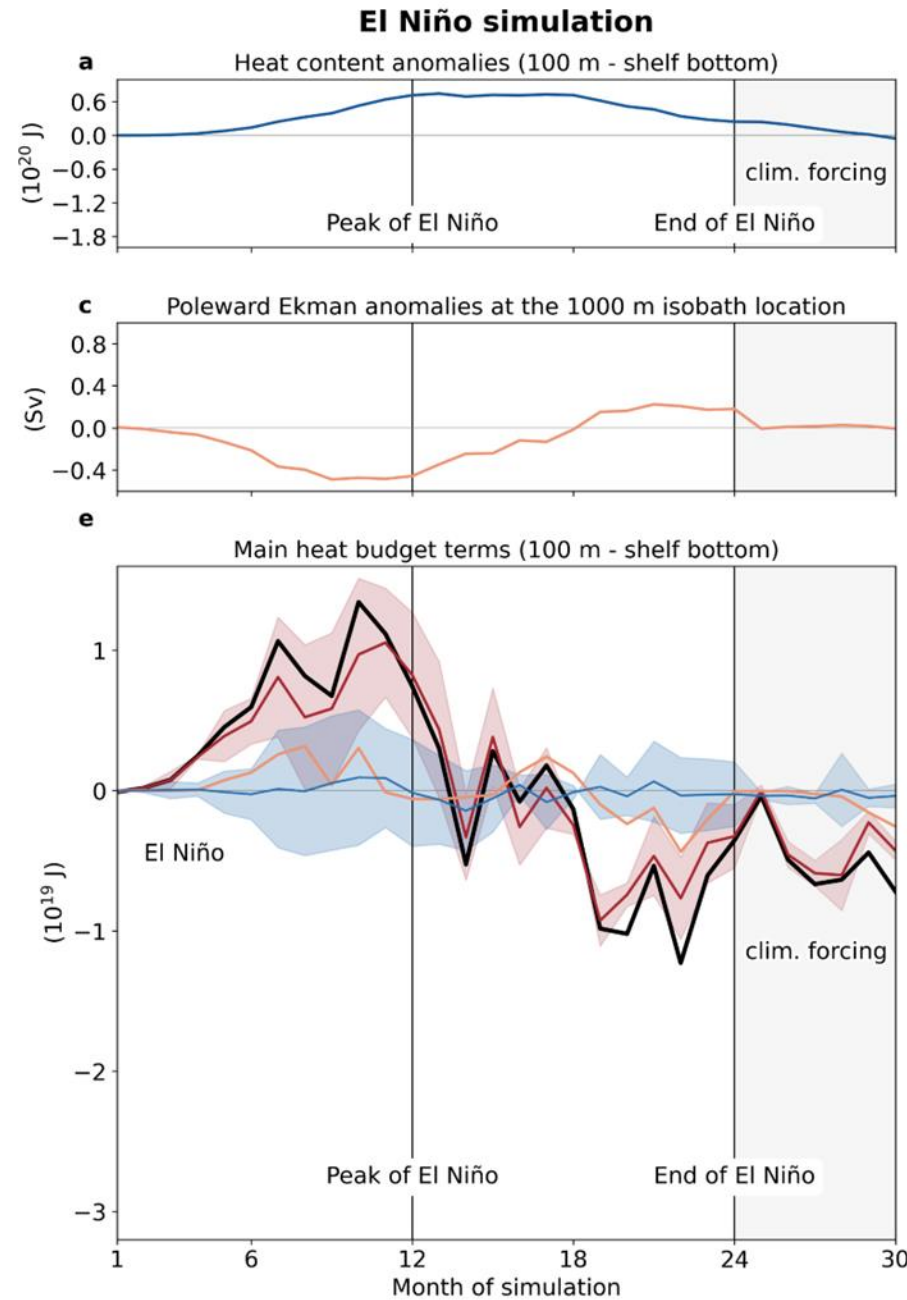 El Niño simulation
a
Heat content anomalies (100 m - shelf bottom)
(10²⁰ J)
0.6
0.0
−0.6
−1.2
−1.8
clim. forcing
Peak of El Niño
End of El Niño
c
Poleward Ekman anomalies at the 1000 m isobath location
(Sv)
0.8
0.4
0.0
−0.4
e
Main heat budget terms (100 m - shelf bottom)
(10¹⁹ J)
1
0
−1
−2
−3
El Niño
clim. forcing
Peak of El Niño
End of El Niño
1 6 12 18 24 30
Month of simulation